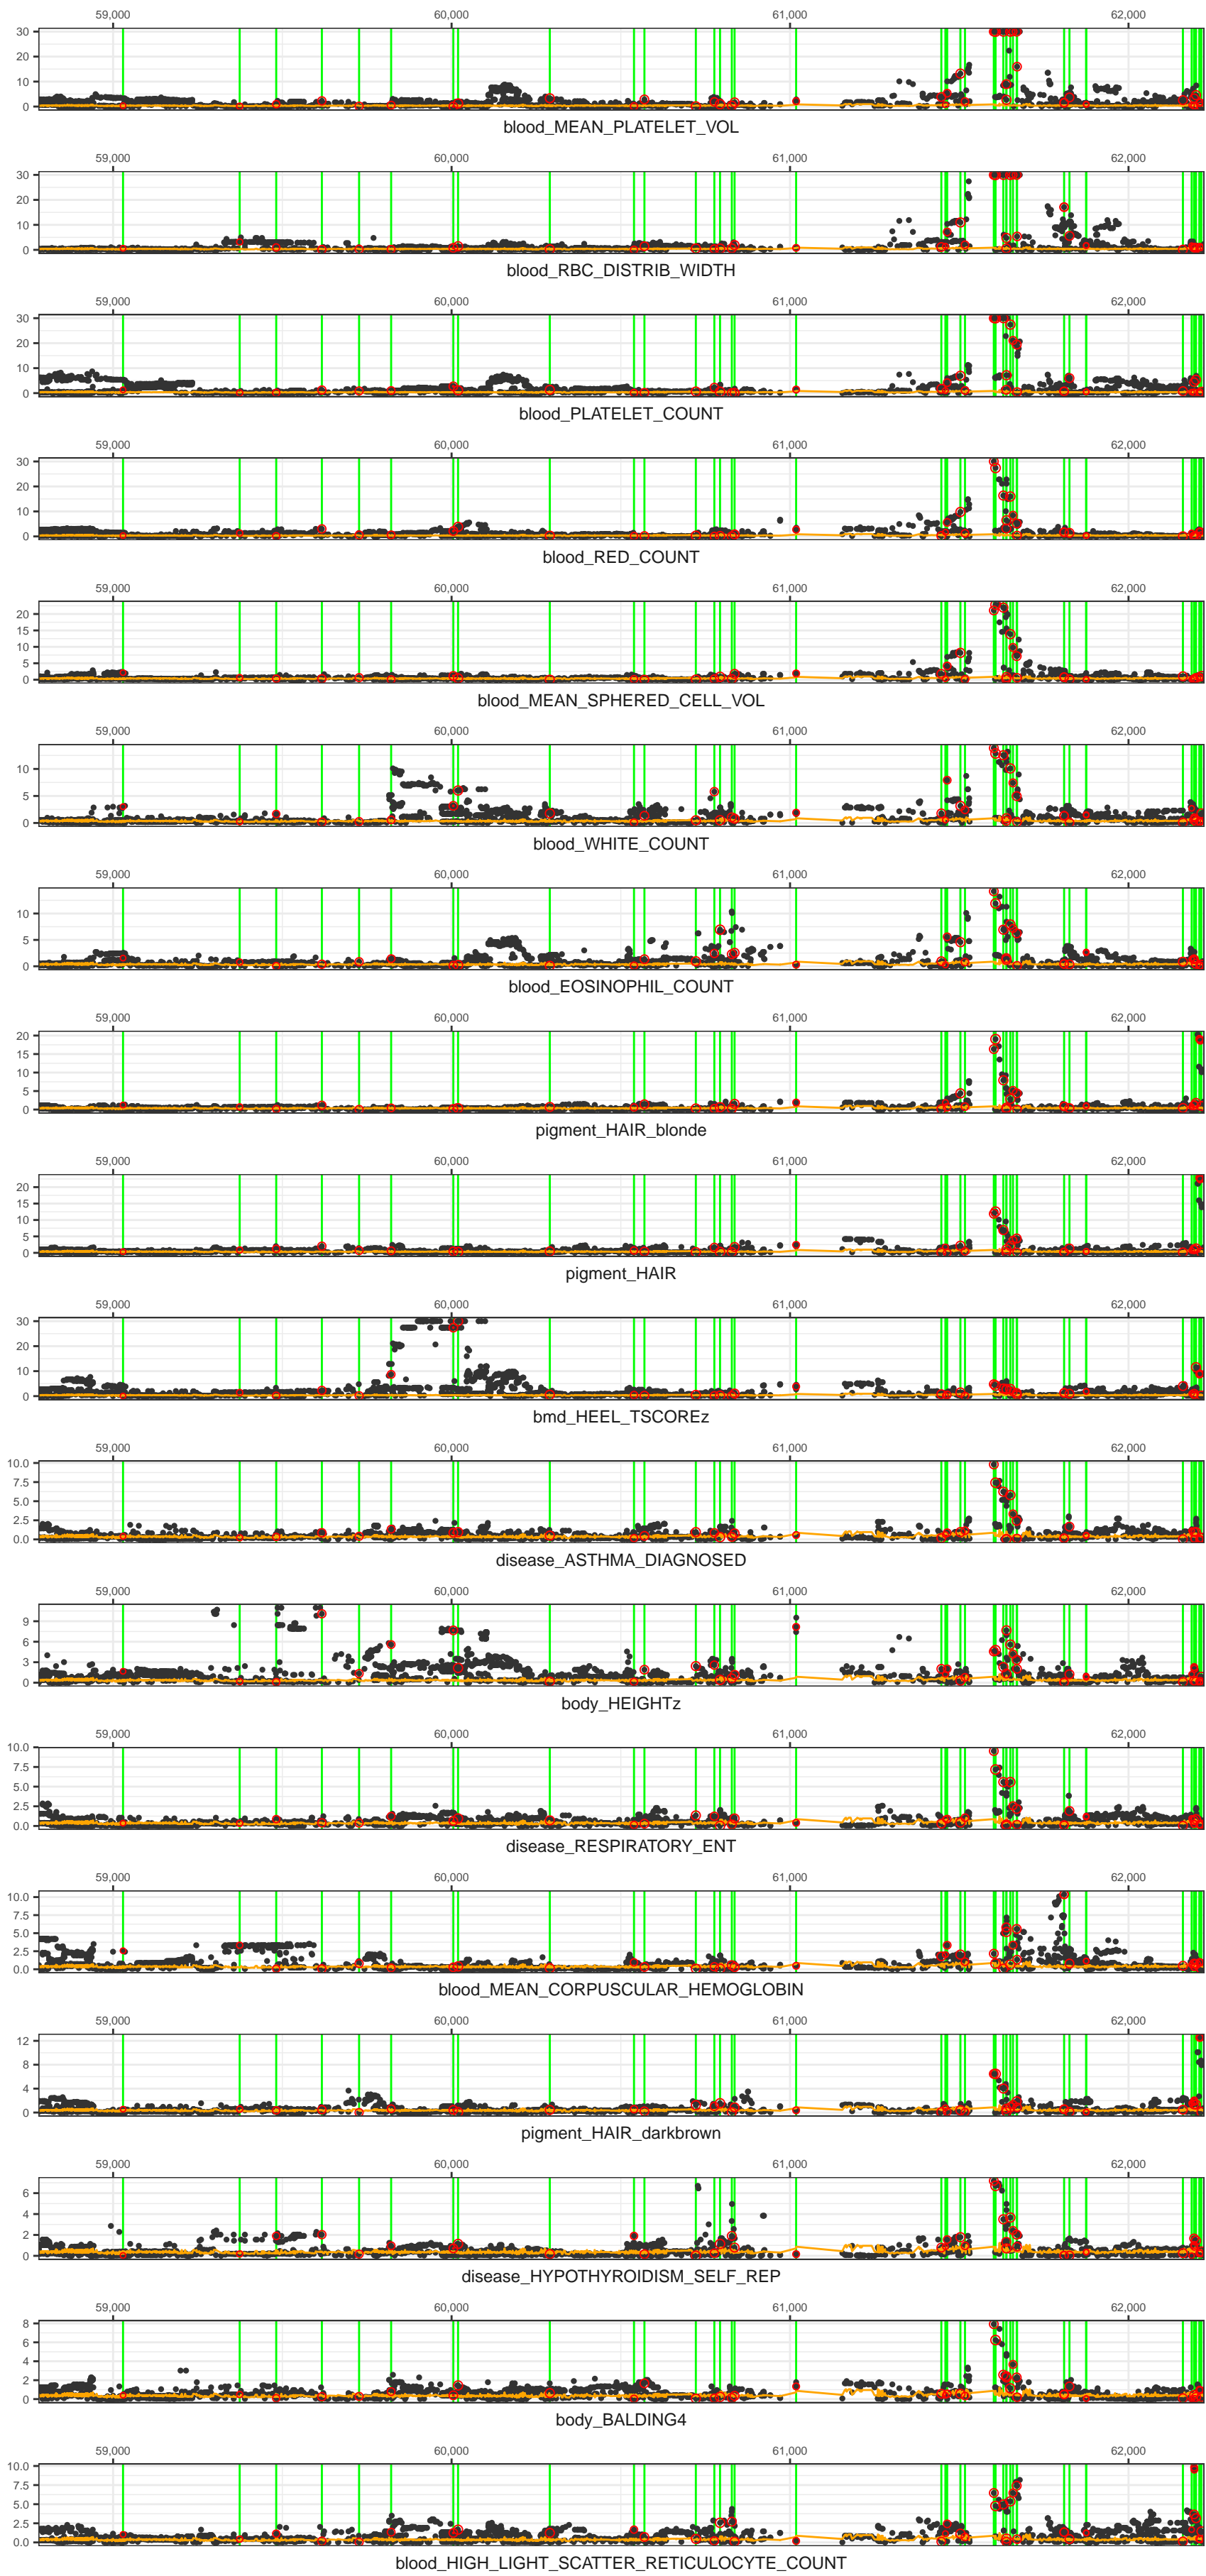 59,000 60,000 61,000 62,000
30
20
10
0
blood_MEAN_PLATELET_VOL
59,000 60,000 61,000 62,000
30
20
10
0
blood_RBC_DISTRIB_WIDTH
59,000 60,000 61,000 62,000
30
20
10
0
blood_PLATELET_COUNT
59,000 60,000 61,000 62,000
30
20
10
0
blood_RED_COUNT
59,000 60,000 61,000 62,000
20
15
10
5
0
blood_MEAN_SPHERED_CELL_VOL
59,000 60,000 61,000 62,000
10
5
0
blood_WHITE_COUNT
59,000 60,000 61,000 62,000
10
5
0
blood_EOSINOPHIL_COUNT
59,000 60,000 61,000 62,000
20
15
10
5
0
pigment_HAIR_blonde
59,000 60,000 61,000 62,000
20
15
10
5
0
pigment_HAIR
59,000 60,000 61,000 62,000
30
20
10
0
bmd_HEEL_TSCOREz
59,000 60,000 61,000 62,000
10.0
7.5
5.0
2.5
0.0
disease_ASTHMA_DIAGNOSED
59,000 60,000 61,000 62,000
9
6
3
0
body_HEIGHTz
59,000 60,000 61,000 62,000
10.0
7.5
5.0
2.5
0.0
disease_RESPIRATORY_ENT
59,000 60,000 61,000 62,000
10.0
7.5
5.0
2.5
0.0
blood_MEAN_CORPUSCULAR_HEMOGLOBIN
59,000 60,000 61,000 62,000
12
8
4
0
pigment_HAIR_darkbrown
59,000 60,000 61,000 62,000
6
4
2
0
disease_HYPOTHYROIDISM_SELF_REP
59,000 60,000 61,000 62,000
8
6
4
2
0
body_BALDING4
59,000 60,000 61,000 62,000
10.0
7.5
5.0
2.5
0.0
blood_HIGH_LIGHT_SCATTER_RETICULOCYTE_COUNT